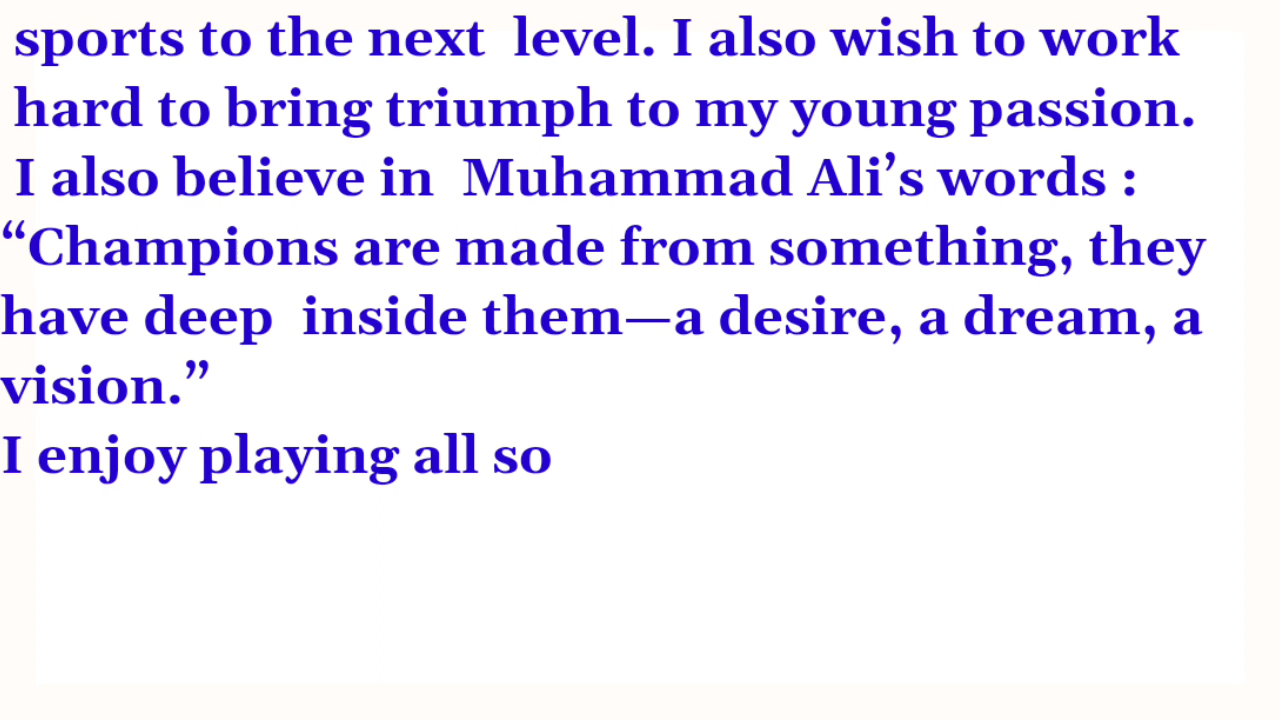 sports to the next  level. I also wish to work
hard to bring triumph to my young passion.
I also believe in  Muhammad Ali’s words :
“Champions are made from something, they
have deep  inside them—a desire, a dream, a
vision.”
I enjoy playing all so